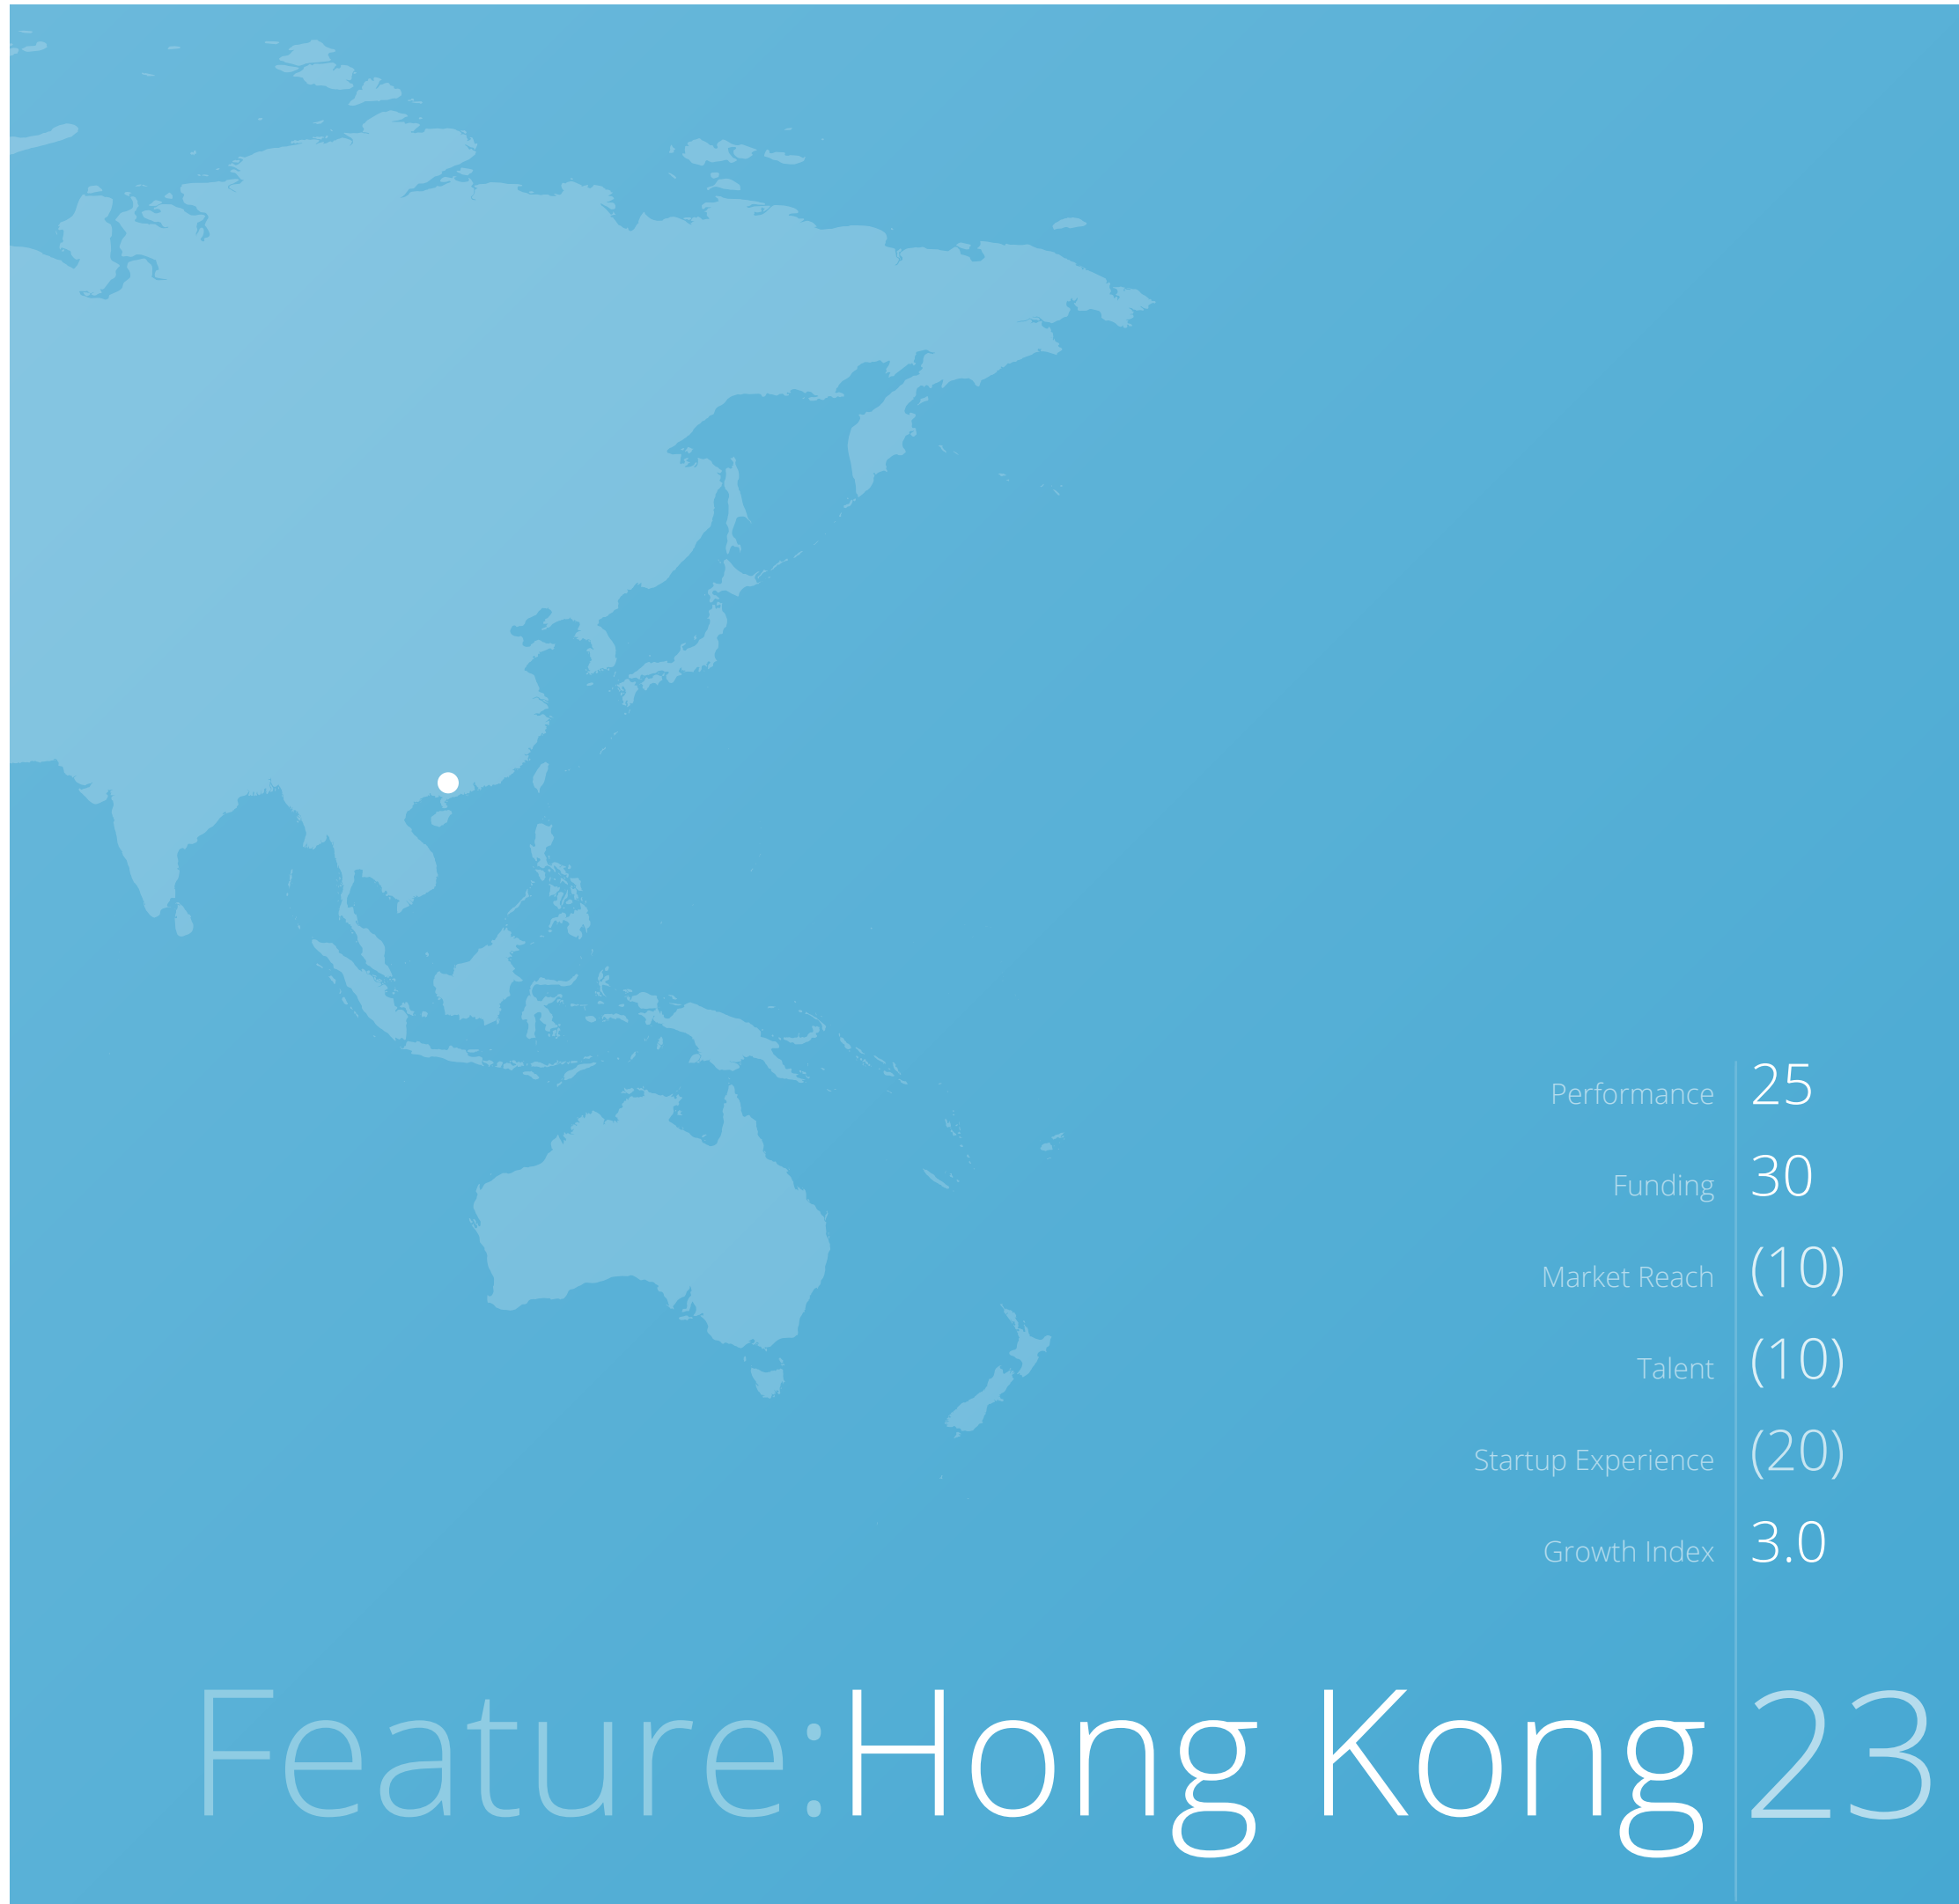 Performance 25
Funding 30
Market Reach (10)
Talent (10)
Startup Experience (20)
Growth Index 3.0
Feature: Hong Kong 23